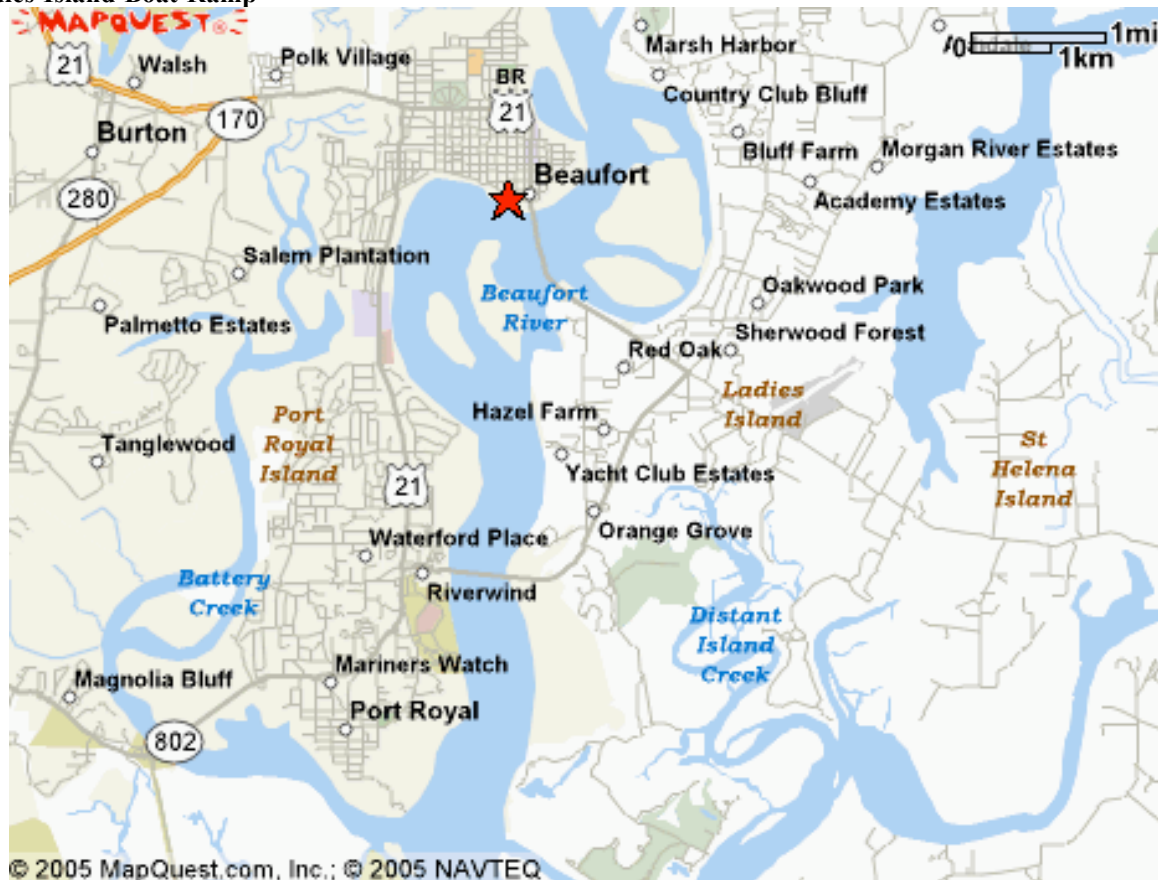 Island Boat Ramp
MAPQUEST
1mi
1km
21
Walsh
Polk Village
BR
21
Marsh Harbor
Country Club Bluff
170
Burton
Bluff Farm
Morgan River Estates
280
Beaufort
Academy Estates
Salem Plantation
Oakwood Park
Palmetto Estates
Beaufort
River
Sherwood Forest
Red Oak
Ladies
Island
Port
Royal
Island
Hazel Farm
Tanglewood
St
Helena
Island
Yacht Club Estates
21
Orange Grove
Waterford Place
Battery
Creek
Riverwind
Distant
Island
Creek
Mariners Watch
Magnolia Bluff
Port Royal
802
© 2005 MapQuest.com, Inc.; © 2005 NAVTEQ